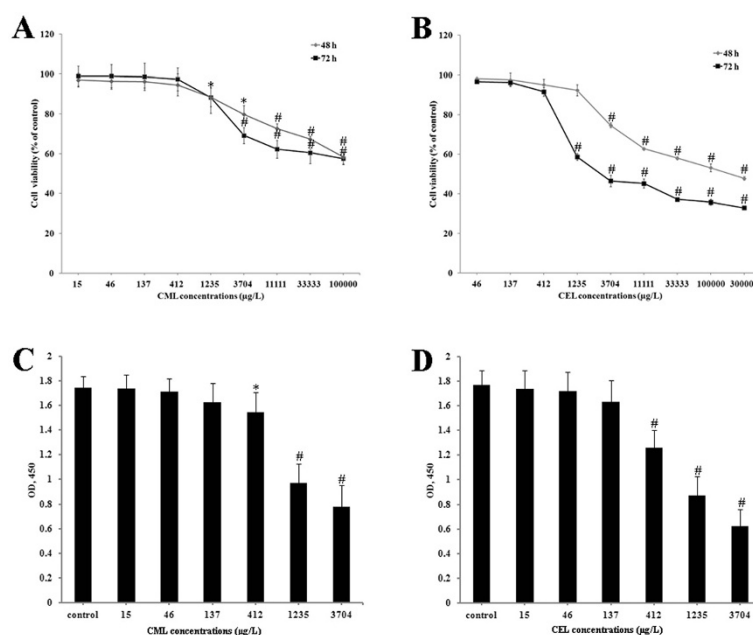 A
48 h
72 h
120
100
80
60
40
20
0
Cell viability (% of control)
* *
# # # #
# # #
15 46 137 412 1235 3704 11111 33333 100000
CML concentrations (µg/L)
B
48 h
72 h
120
100
80
60
40
20
0
Cell viability (% of control)
# # # # #
# # # # # #
46 137 412 1235 3704 11111 33333 100000 30000
CEL concentrations (µg/L)
C
2
1.8
1.6
1.4
1.2
1
0.8
0.6
0.4
0.2
0
OD, 450
* # #
control 15 46 137 412 1235 3704
CML concentrations (µg/L)
D
2
1.8
1.6
1.4
1.2
1
0.8
0.6
0.4
0.2
0
OD, 450
# # #
control 15 46 137 412 1235 3704
CEL concentrations (µg/L)